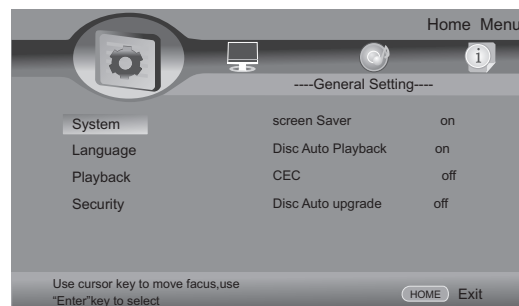 Home Menu
i
----General Setting----
System
screen Saver on
Language
Disc Auto Playback on
Playback
CEC off
Security
Disc Auto upgrade off
Use cursor key to move facus,use
"Enter"key to select
HOME Exit